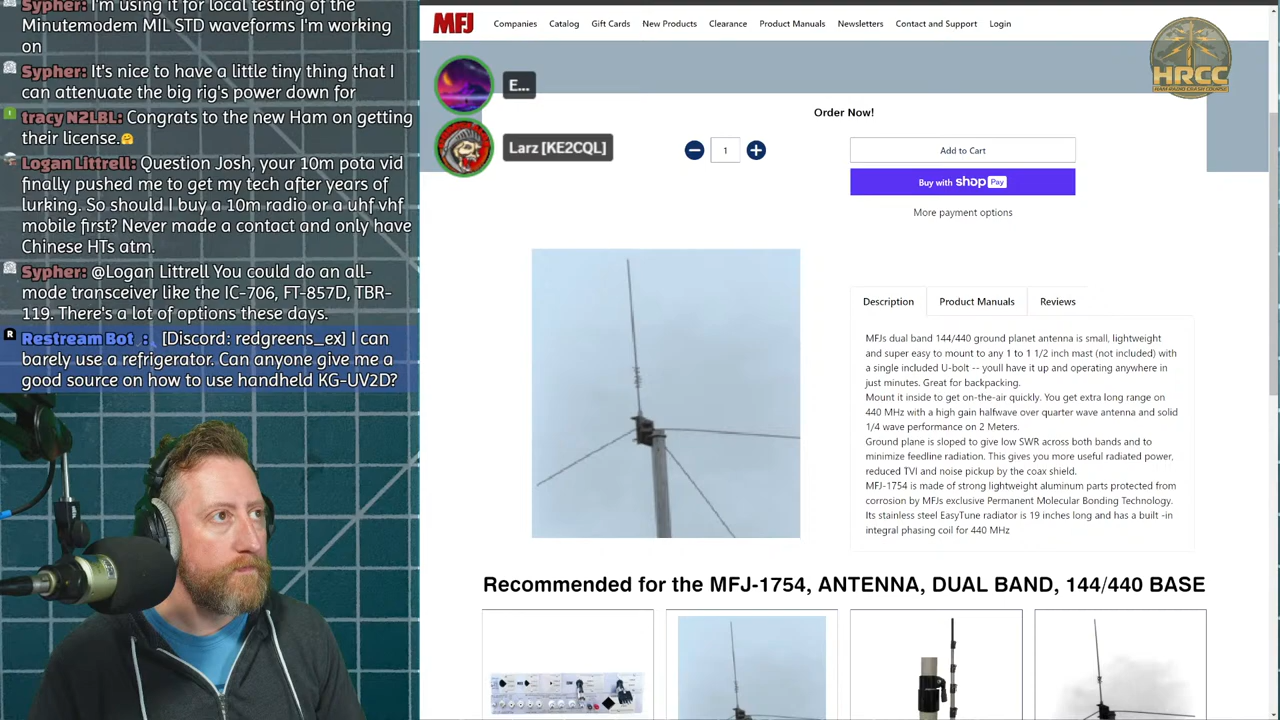 Sypher: I'm using it for local testing of the
Minutemodem MIL STD waveforms I'm working
on
Sypher: It's nice to have a little tiny thing that I
can attenuate the big rig's power down for
tracy N2LBL: Conrats to the new Ham on getting
their license.
Logan Littrell: Question Josh, your 10m pota vid
finally pushed me to get my tech after years of
lurking. So should I buy a 10m radio or a uhf vhf
mobile first? Never made contact and only have
Chinese HTs atm.
Sypher: @Logan Littrell You could do an all-
mode transceiver like the IC-706, FT-857D, TBR-
119. There's a lot of options these days.
Restream Bot : [Discord: redgreens_ex] I can
barely use a refrigerator. Can anyone give me a
good source on how to use handheld KG-UV2D?
MFJ
Companies Catalog Gift Cards New Products Clearance Product Manuals Newsletters Contact and Support Login
HRCC
HAM RADIO CRASH COURSE
E...
Larz [KE2CQL]
Order Now!
1
Add to Cart
Buy with shop Pay
More payment options
Description Product Manuals Reviews
MFJs dual band 144/440 ground planet antenna is small, lightweight
and super easy to mount to any 1 to 1 1/2 inch mast (not included) with
a single included U-bolt -- youll have it up and operating anywhere in
just minutes. Great for backpacking.
Mount it inside to get on-the-air quickly. You get extra long range on
440 MHz with a high gain halfwave over quarter wave antenna and solid
1/4 wave performance on 2 Meters.
Ground plane is sloped to give low SWR across both bands and to
minimize feedline radiation. This gives you more useful radiated power,
reduced TVI and noise pickup by the coax shield.
MFJ-1754 is made of strong lightweight aluminum parts protected from
corrosion by MFJs exclusive Permanent Molecular Bonding Technology.
Its stainless steel EasyTune radiator is 19 inches long and has a built -in
integral phasing coil for 440 MHz
Recommended for the MFJ-1754, ANTENNA, DUAL BAND, 144/440 BASE